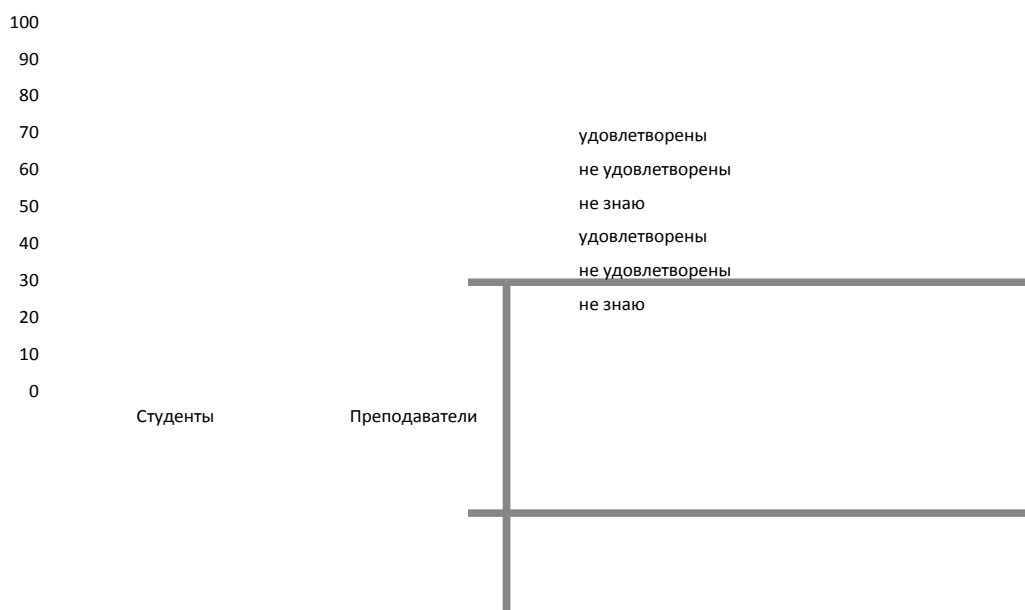 100
90
80
70
60
50
40
30
20
10
0
Студенты
Преподаватели
удовлетворены
не удовлетворены
не знаю
удовлетворены
не удовлетворены
не знаю